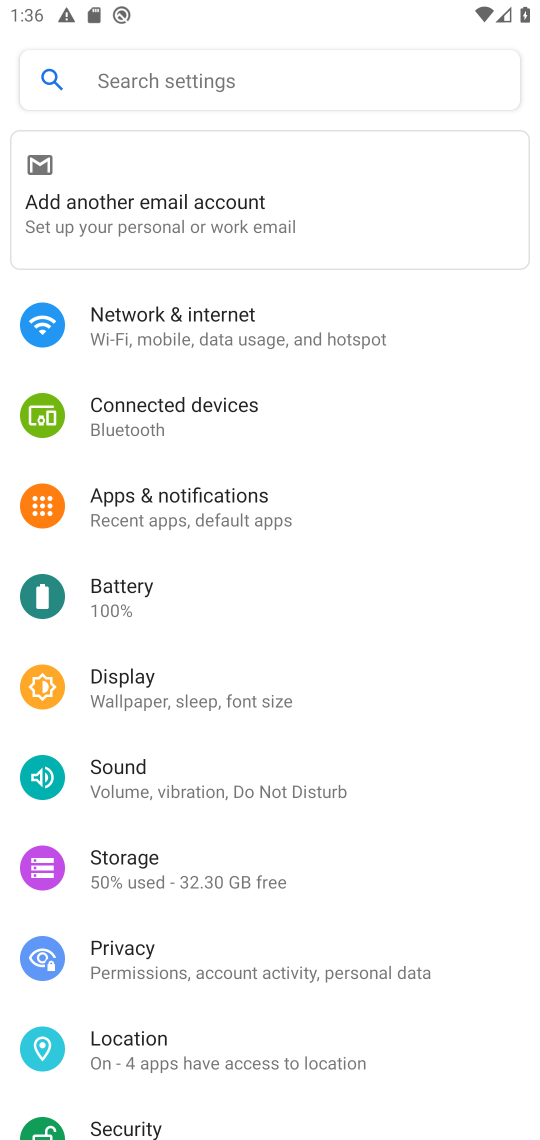 1:36
Search settings
Add another email account
Set up your personal or work email
Network & internet
Wi-Fi, mobile, data usage, and hotspot
Connected devices
Bluetooth
Apps & notifications
Recent apps, default apps
Battery
100%
Display
Wallpaper, sleep, font size
Sound
Volume, vibration, Do Not Disturb
Storage
50% used - 32.30 GB free
Privacy
Permissions, account activity, personal data
Location
On - 4 apps have access to location
Security